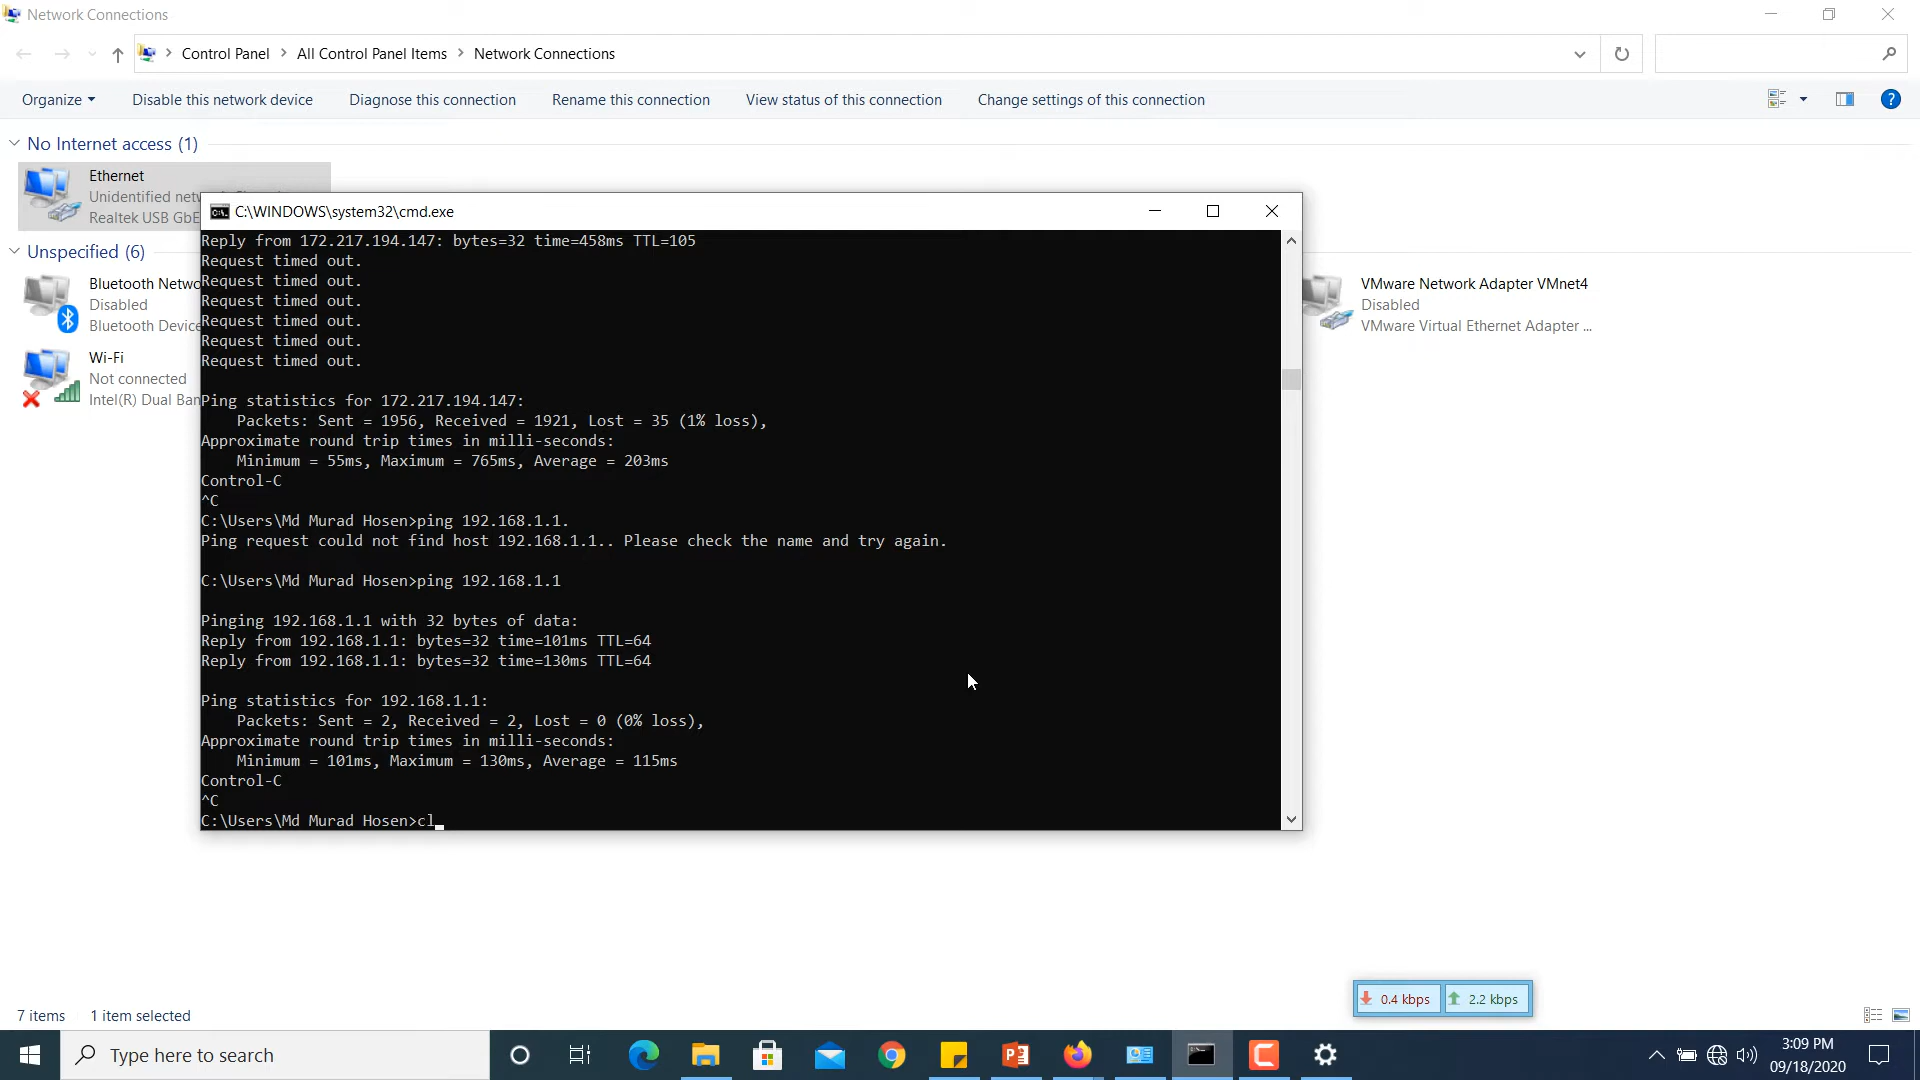 Network Connections
Control Panel > All Control Panel Items > Network Connections
Organize Disable this network device Diagnose this connection Rename this connection View status of this connection Change settings of this connection
No Internet access (1)
Ethernet
Unidentified netw
Realtek USB GbE
Unspecified (6)
Bluetooth Netwo
Disabled
Bluetooth Device
Wi-Fi
Not connected
Intel(R) Dual Ban
VMware Network Adapter VMnet4
Disabled
VMware Virtual Ethernet Adapter ...
C:\WINDOWS\system32\cmd.exe
Reply from 172.217.194.147: bytes=32 time=458ms TTL=105
Request timed out.
Request timed out.
Request timed out.
Request timed out.
Request timed out.
Request timed out.
Ping statistics for 172.217.194.147:
Packets: Sent = 1956, Received = 1921, Lost = 35 (1% loss),
Approximate round trip times in milli-seconds:
Minimum = 55ms, Maximum = 765ms, Average = 203ms
Control-C
^C
C:\Users\Md Murad Hosen>ping 192.168.1.1.
Ping request could not find host 192.168.1.1.. Please check the name and try again.
C:\Users\Md Murad Hosen>ping 192.168.1.1
Pinging 192.168.1.1 with 32 bytes of data:
Reply from 192.168.1.1: bytes=32 time=101ms TTL=64
Reply from 192.168.1.1: bytes=32 time=130ms TTL=64
Ping statistics for 192.168.1.1:
Packets: Sent = 2, Received = 2, Lost = 0 (0% loss),
Approximate round trip times in milli-seconds:
Minimum = 101ms, Maximum = 130ms, Average = 115ms
Control-C
^C
C:\Users\Md Murad Hosen>cl_
0.4 kbps 2.2 kbps
7 items 1 item selected
Type here to search
3:09 PM
09/18/2020